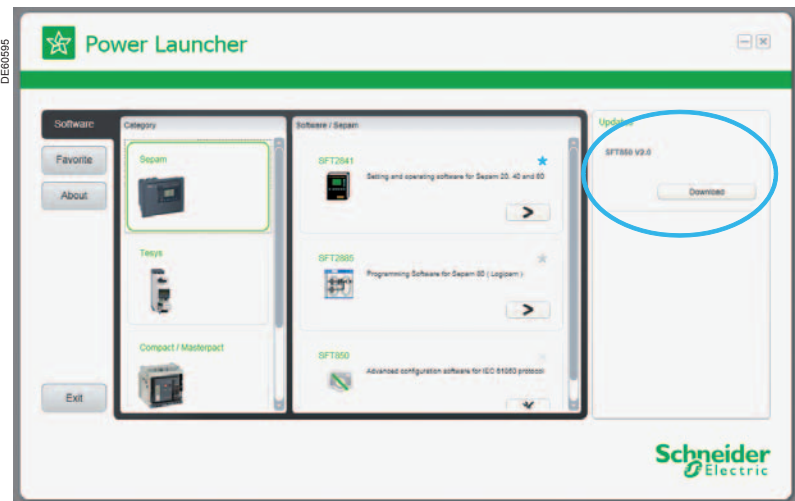 DE60595
Power Launcher
Software
Favorite
About
Exit
Category
Sepam
Tesys
Compact / Masterpact
Software / Sepam
SFT2841
Setting and operating software for Sepam 20, 40 and 80
SFT2885
Programming Software for Sepam 80 ( Logipam )
SFT850
Advanced configuration software for IEC 61850 protocol
Updates
SFT850 V2.0
Download
Schneider
Electric